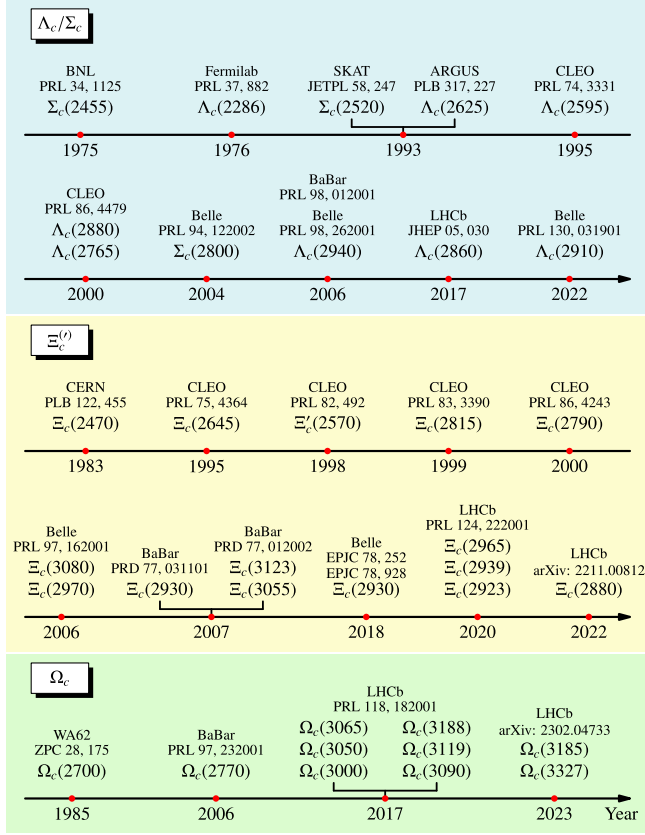 Λc/Σc
BNL
PRL 34, 1125
Σc(2455)
1975
Fermilab
PRL 37, 882
Λc(2286)
1976
SKAT
JETPL 58, 247
Σc(2520)
ARGUS
PLB 317, 227
Λc(2625)
1993
CLEO
PRL 74, 3331
Λc(2595)
1995
CLEO
PRL 86, 4479
Λc(2880)
Λc(2765)
2000
Belle
PRL 94, 122002
Σc(2800)
2004
BaBar
PRL 98, 012001
Belle
PRL 98, 262001
Λc(2940)
2006
LHCb
JHEP 05, 030
Λc(2860)
2017
Belle
PRL 130, 031901
Λc(2910)
2022
Ξc(′)
CERN
PLB 122, 455
Ξc(2470)
1983
CLEO
PRL 75, 4364
Ξc(2645)
1995
CLEO
PRL 82, 492
Ξ′c(2570)
1998
CLEO
PRL 83, 3390
Ξc(2815)
1999
CLEO
PRL 86, 4243
Ξc(2790)
2000
Belle
PRL 97, 162001
Ξc(3080)
Ξc(2970)
2006
BaBar
PRD 77, 031101
Ξc(2930)
BaBar
PRD 77, 012002
Ξc(3123)
Ξc(3055)
2007
Belle
EPJC 78, 252
EPJC 78, 928
Ξc(2930)
2018
LHCb
PRL 124, 222001
Ξc(2965)
Ξc(2939)
Ξc(2923)
2020
LHCb
arXiv: 2211.00812
Ξc(2880)
2022
Ωc
WA62
ZPC 28, 175
Ωc(2700)
1985
BaBar
PRL 97, 232001
Ωc(2770)
2006
LHCb
PRL 118, 182001
Ωc(3065) Ωc(3188)
Ωc(3050) Ωc(3119)
Ωc(3000) Ωc(3090)
2017
LHCb
arXiv: 2302.04733
Ωc(3185)
Ωc(3327)
2023
Year